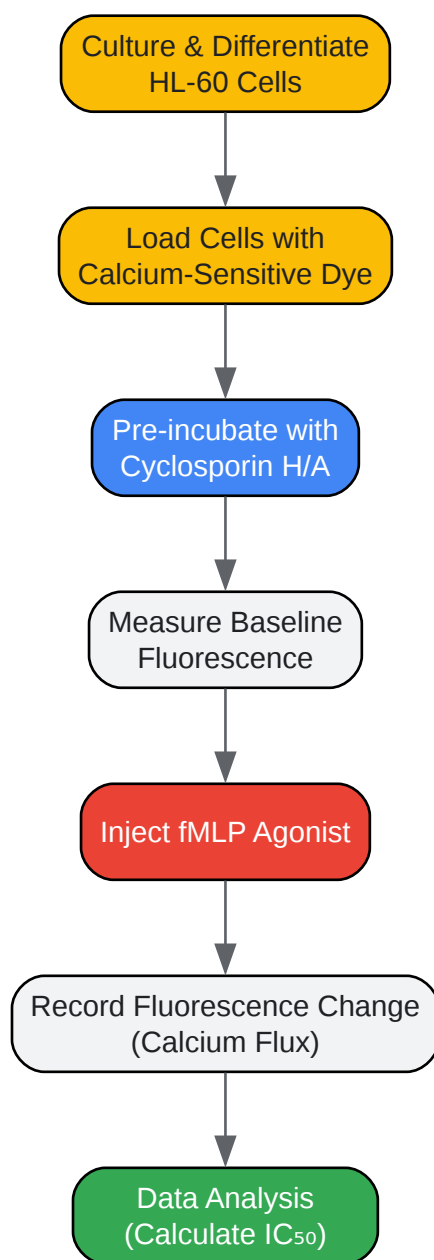 Culture & Differentiate
HL-60 Cells
Load Cells with
Calcium-Sensitive Dye
Pre-incubate with
Cyclosporin H/A
Measure Baseline
Fluorescence
Inject fMLP Agonist
Record Fluorescence Change
(Calcium Flux)
Data Analysis
(Calculate IC₅₀)